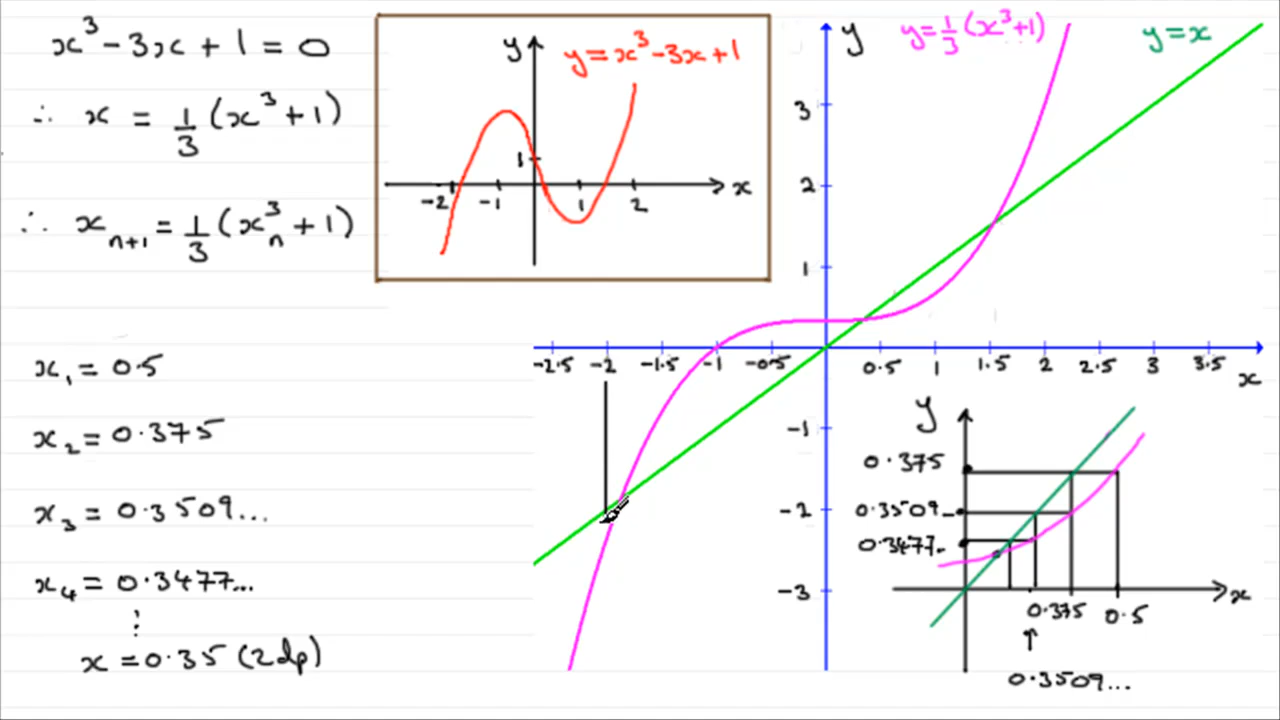 x³ - 3x + 1 = 0
∴ x = 1/3 (x³ + 1)
∴ xₙ₊₁ = 1/3 (xₙ³ + 1)
x₁ = 0.5
x₂ = 0.375
x₃ = 0.3509...
x₄ = 0.3477...
⋮
x = 0.35 (2dp)
y
y = x³ - 3x + 1
1
-2 -1 1 2
x
y
y = 1/3 (x³ + 1)
y = x
3
2
1
-2.5 -2 -1.5 -1 -0.5 0.5 1 1.5 2 2.5 3 3.5
x
-1
-2
-3
y
0.375
0.3509..
0.3477..
x
0.375 0.5
↑
0.3509...